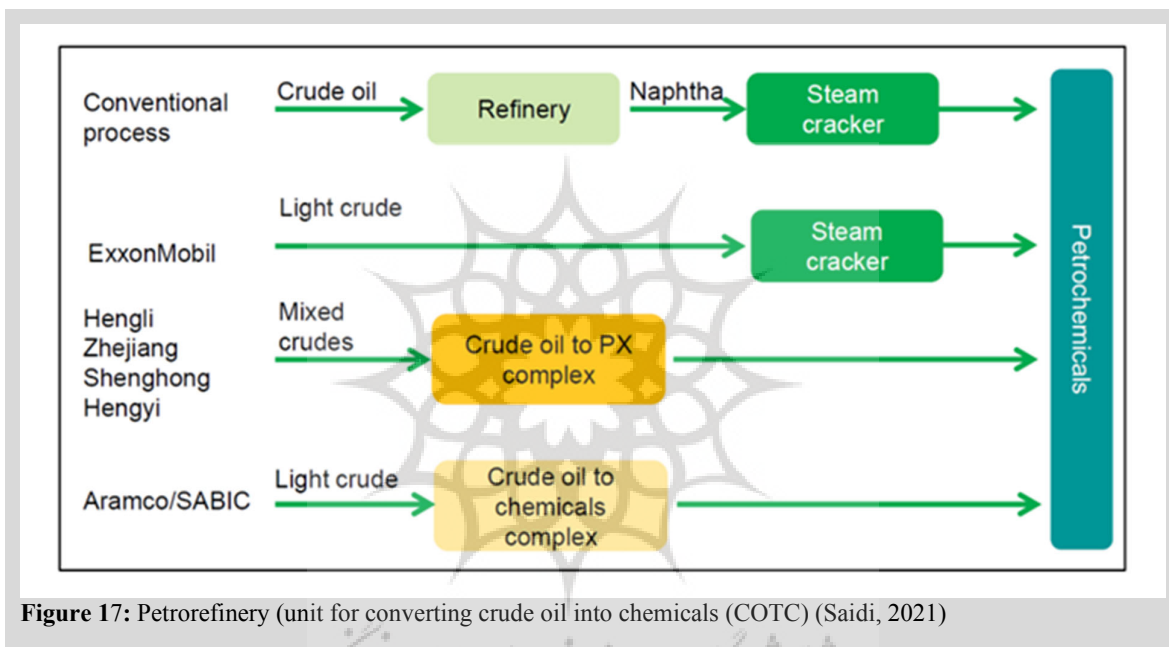 Conventional
process
Crude oil
Refinery
Naphtha
Steam
cracker
ExxonMobil
Light crude
Steam
cracker
Hengli
Zhejiang
Shenghong
Hengyi
Mixed
crudes
Crude oil to PX
complex
Aramco/SABIC
Light crude
Crude oil to
chemicals
complex
Petrochemicals
Figure 17: Petrorefinery (unit for converting crude oil into chemicals (COTC) (Saidi, 2021)